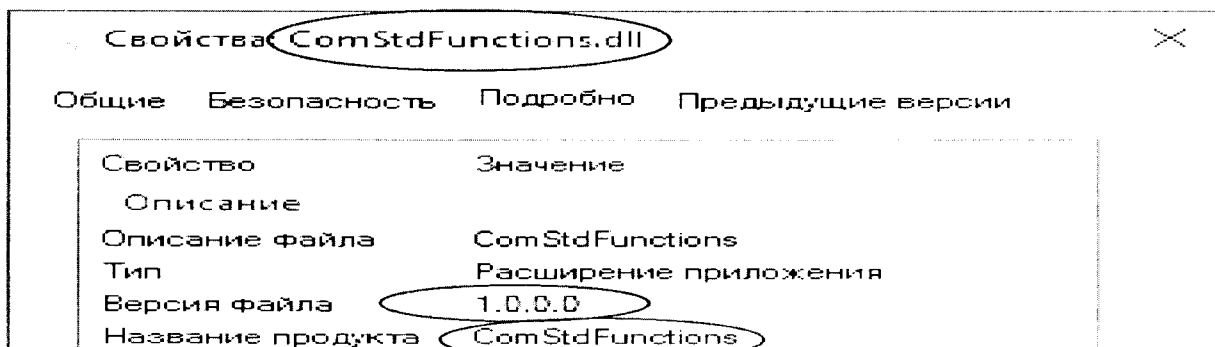 Свойства: ComStdFunctions.dll
Общие Безопасность Подробно Предыдущие версии
Свойство Значение
Описание
Описание файла ComStdFunctions
Тип Расширение приложения
Версия файла 1.0.0.0
Название продукта ComStdFunctions